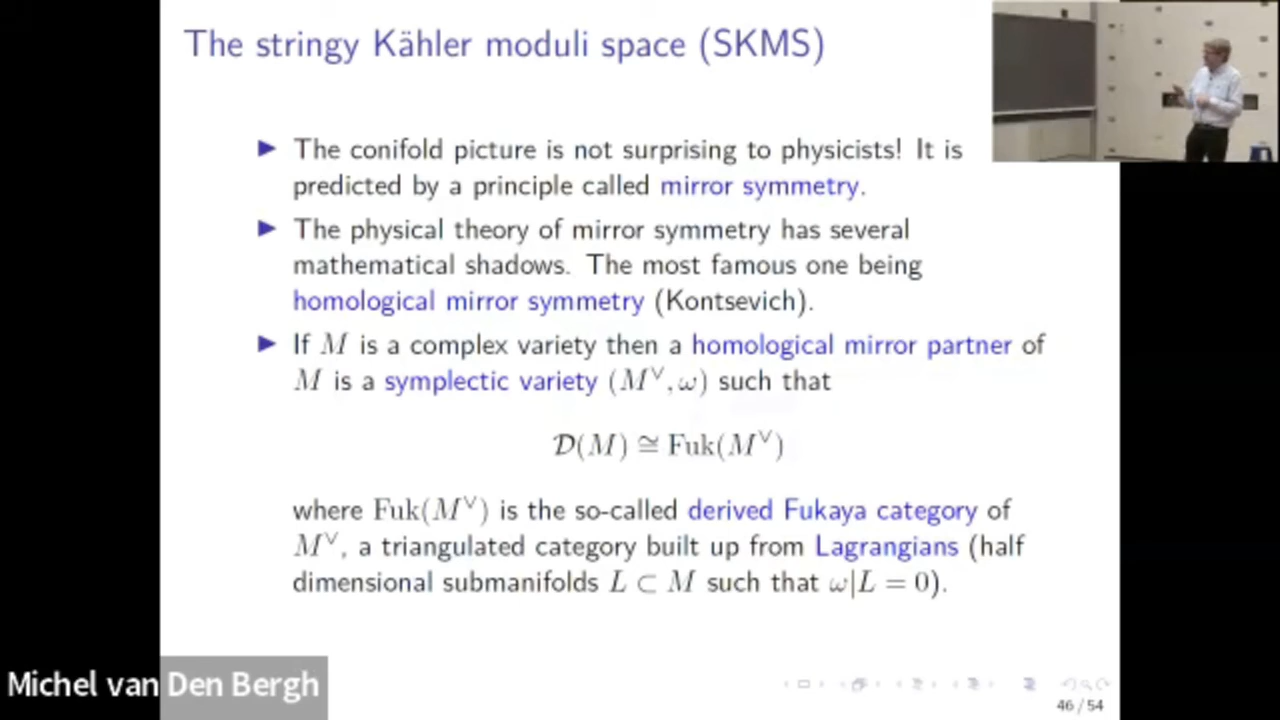 The stringy Kähler moduli space (SKMS)
▶ The conifold picture is not surprising to physicists! It is
predicted by a principle called mirror symmetry.
▶ The physical theory of mirror symmetry has several
mathematical shadows. The most famous one being
homological mirror symmetry (Kontsevich).
▶ If M is a complex variety then a homological mirror partner of
M is a symplectic variety (M^∨, ω) such that
𝒟(M) ≅ Fuk(M^∨)
where Fuk(M^∨) is the so-called derived Fukaya category of
M^∨, a triangulated category built up from Lagrangians (half
dimensional submanifolds L ⊂ M such that ω|L = 0).
Michel van Den Bergh
46 / 54